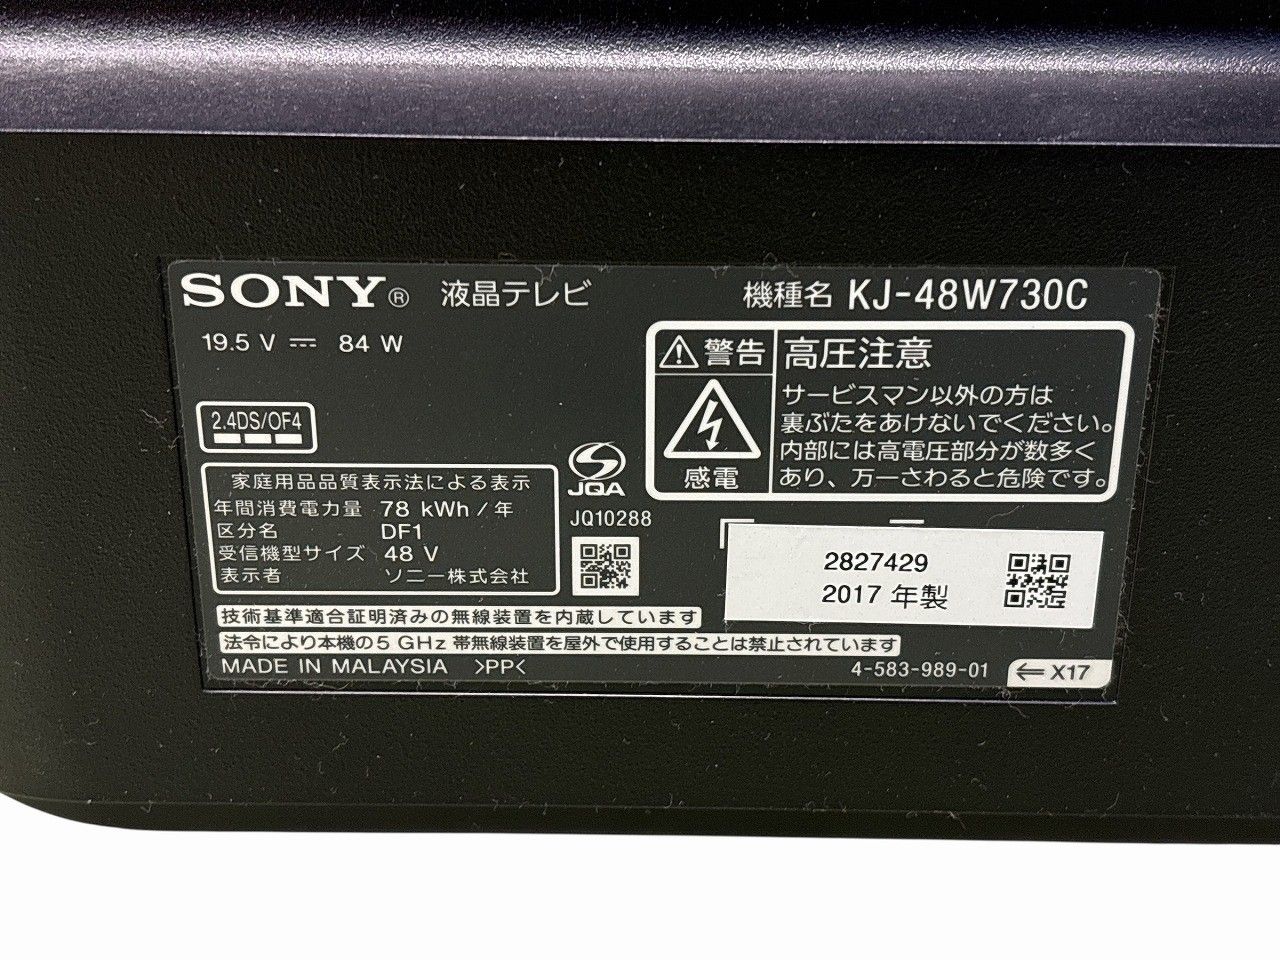 SONY® 液晶テレビ
機種名 KJ-48W730C
19.5 V ⎓ 84 W
警告 高圧注意
感電
サービスマン以外の方は
裏ぶたをあけないでください。
内部には高電圧部分が数多く
あり、万一さわると危険です。
2.4DS/OF4
家庭用品品質表示法による表示
年間消費電力量 78 kWh / 年
区分名 DF1
受信機型サイズ 48 V
表示者 ソニー株式会社
JQA
JQ10288
2827429
2017 年製
技術基準適合証明済みの無線装置を内蔵しています
法令により本機の5 GHz 帯無線装置を屋外で使用することは禁止されています
MADE IN MALAYSIA >PP<
4-583-989-01 ← X17